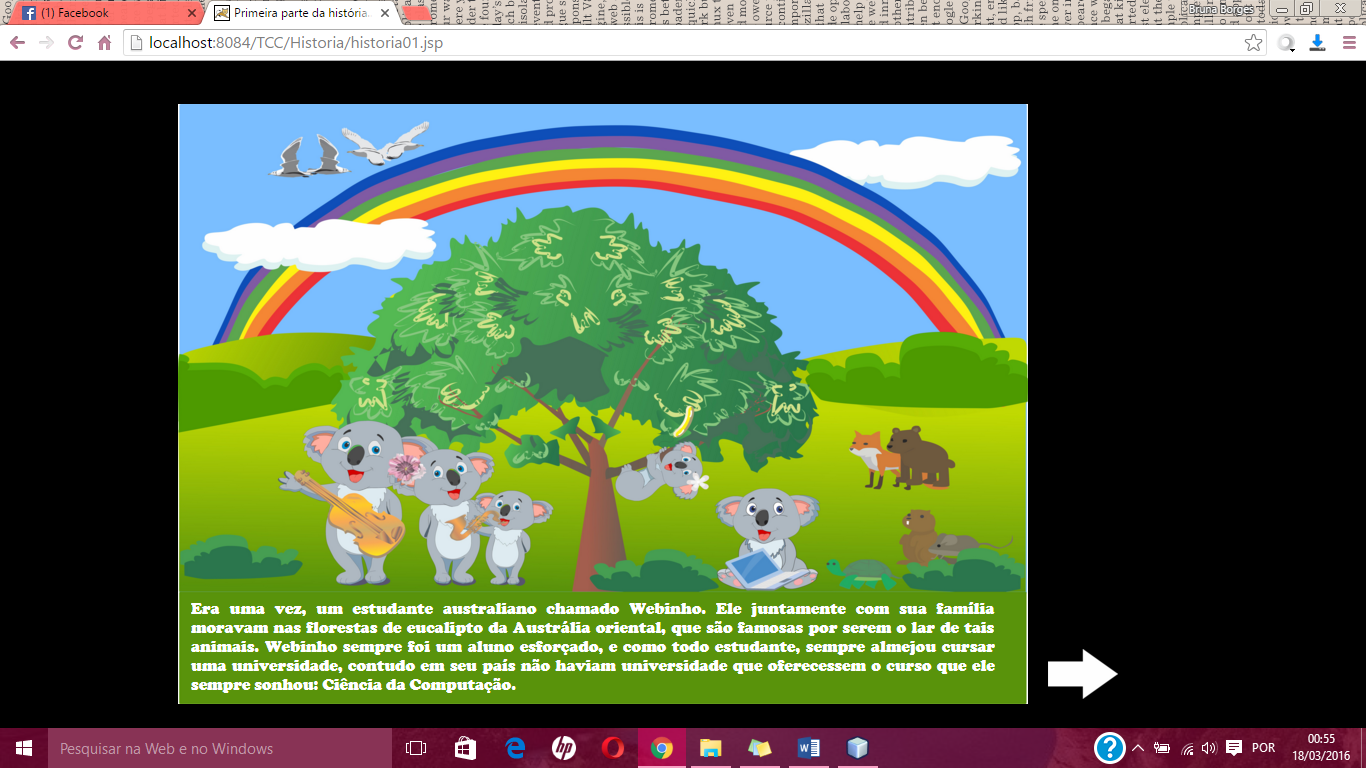 (1) Facebook
Primeira parte da história.
Bruna Borges
localhost:8084/TCC/Historia/historia01.jsp
Era uma vez, um estudante australiano chamado Webinho. Ele juntamente com sua família
moravam nas florestas de eucalipto da Austrália oriental, que são famosas por serem o lar de tais
animais. Webinho sempre foi um aluno esforçado, e como todo estudante, sempre almejou cursar
uma universidade, contudo em seu país não haviam universidade que oferecessem o curso que ele
sempre sonhou: Ciência da Computação.
Pesquisar na Web e no Windows
POR
00:55
18/03/2016